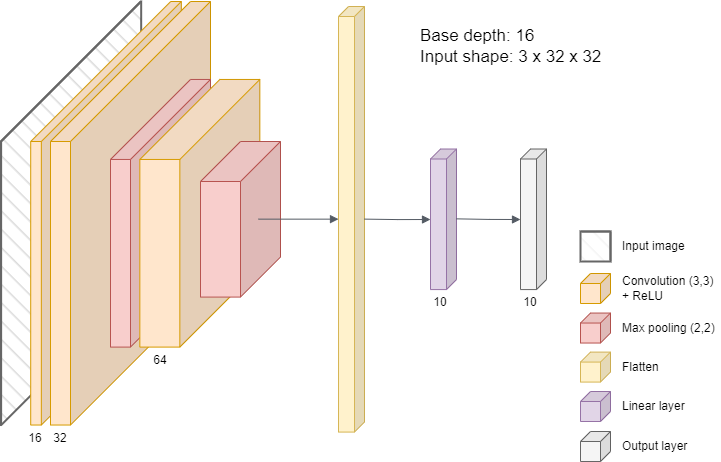 Base depth: 16
Input shape: 3 x 32 x 32
16
32
64
10
10
Input image
Convolution (3,3)
+ ReLU
Max pooling (2,2)
Flatten
Linear layer
Output layer